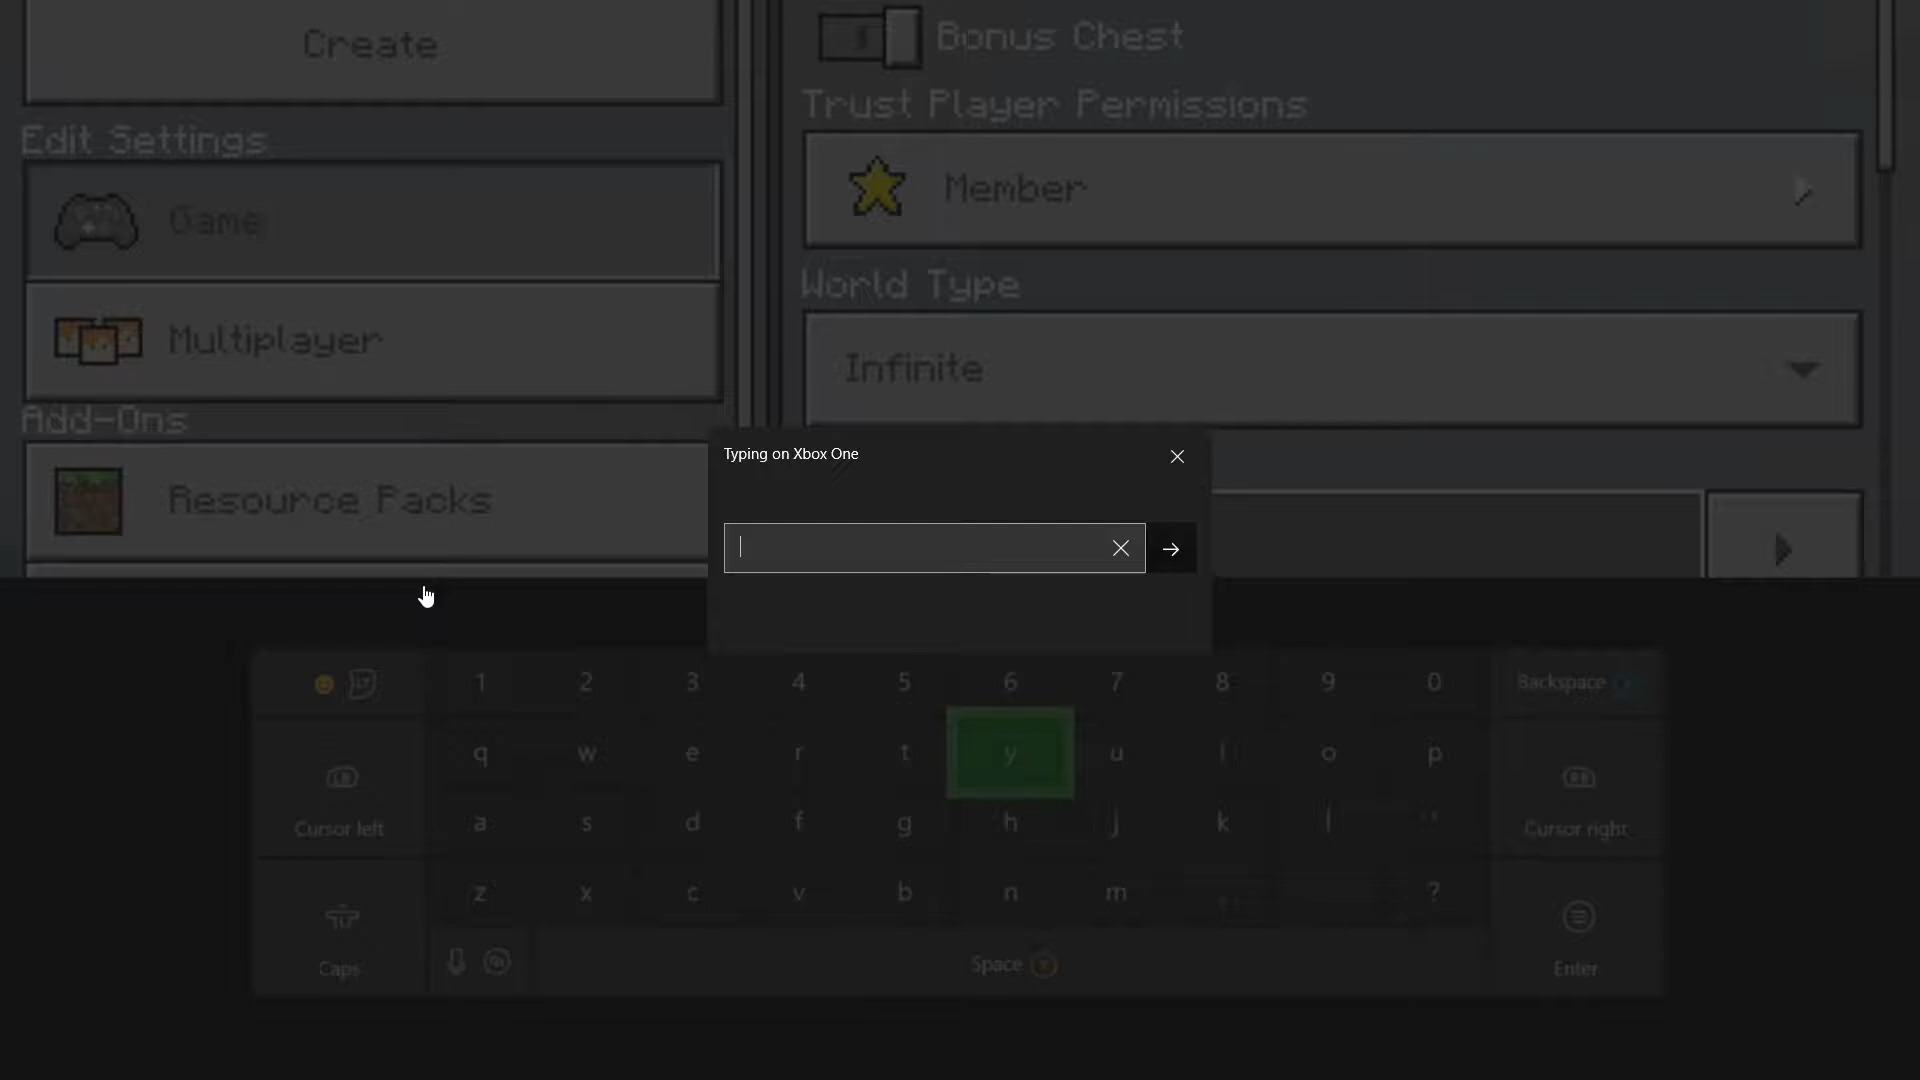 Create
Bonus Chest
Trust Player Permissions
Edit Settings
Member
Game
World Type
Multiplayer
Infinite
Add-Ons
Typing on Xbox One
Resource Packs
1 2 3 4 5 6 7 8 9 0 Backspace
q w e r t y u i o p
LB RB
Cursor left a s d f g h j k l Cursor right
z x c v b n m ?
Caps Space Enter